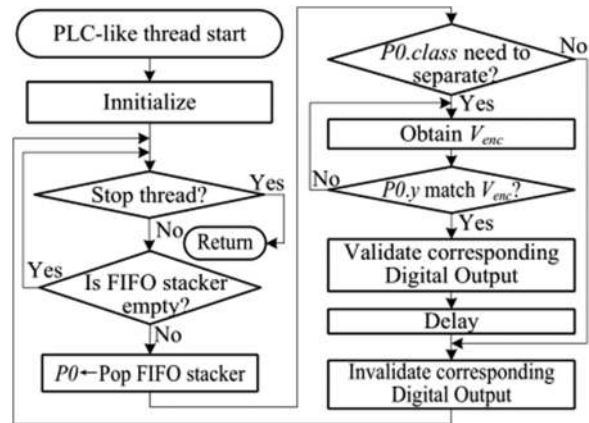 PLC-like thread start
Innitialize
Stop thread?
Yes
No
Return
Yes
Is FIFO stacker
empty?
No
P0←Pop FIFO stacker
P0.class need to
separate?
No
Yes
Obtain Venc
No
P0.y match Venc?
Yes
Validate corresponding
Digital Output
Delay
Invalidate corresponding
Digital Output